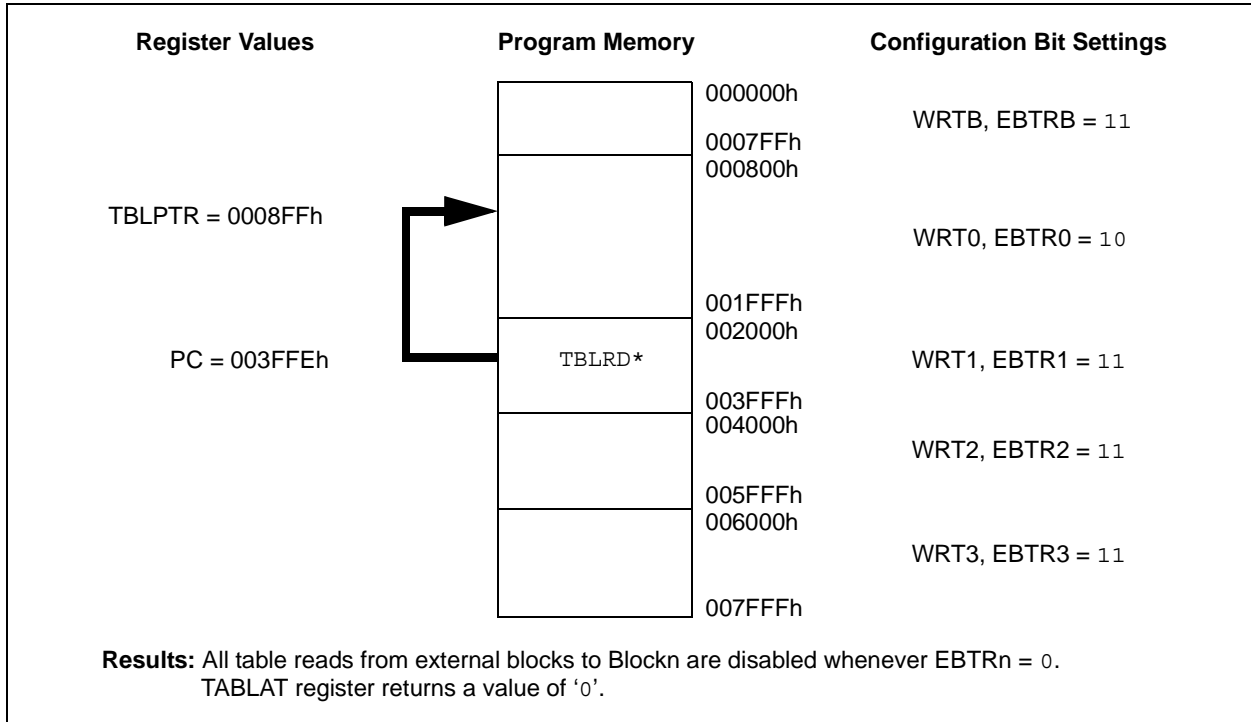 Register Values
Program Memory
Configuration Bit Settings
000000h
WRTB, EBTRB = 11
0007FFh
000800h
TBLPTR = 0008FFh
WRT0, EBTR0 = 10
001FFFh
002000h
PC = 003FFEh
TBLRD*
WRT1, EBTR1 = 11
003FFFh
004000h
WRT2, EBTR2 = 11
005FFFh
006000h
WRT3, EBTR3 = 11
007FFFh
Results: All table reads from external blocks to Blockn are disabled whenever EBTRn = 0.
TABLAT register returns a value of ‘0’.